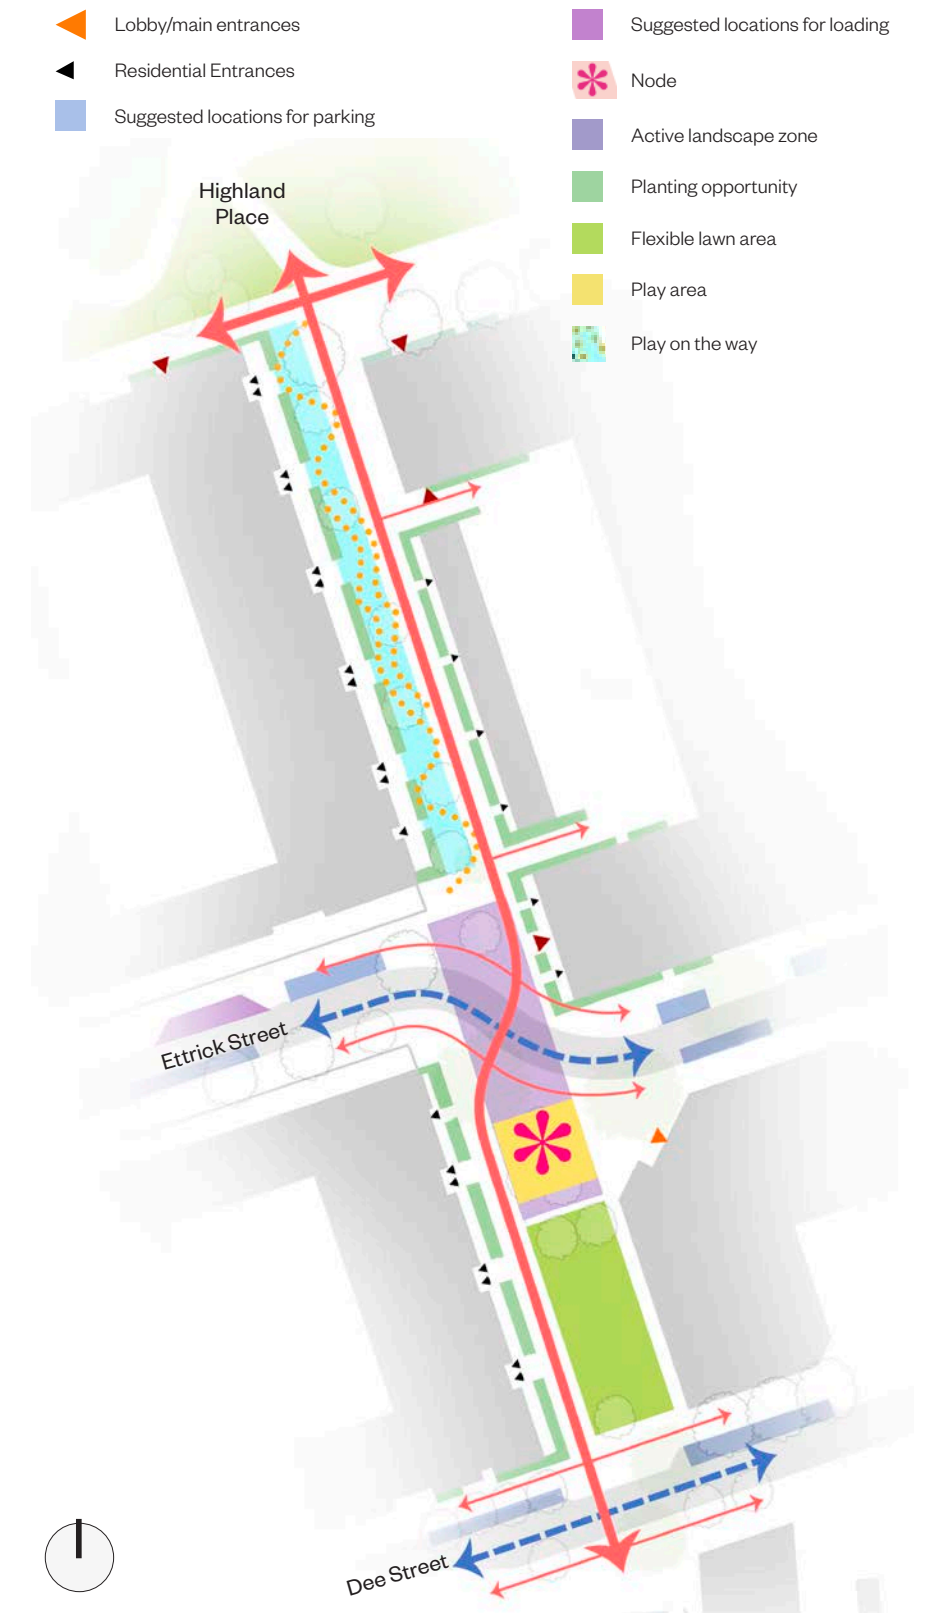 Lobby/main entrances
Residential Entrances
Suggested locations for parking
Suggested locations for loading
Node
Active landscape zone
Planting opportunity
Flexible lawn area
Play area
Play on the way
Highland
Place
Ettrick Street
Dee Street